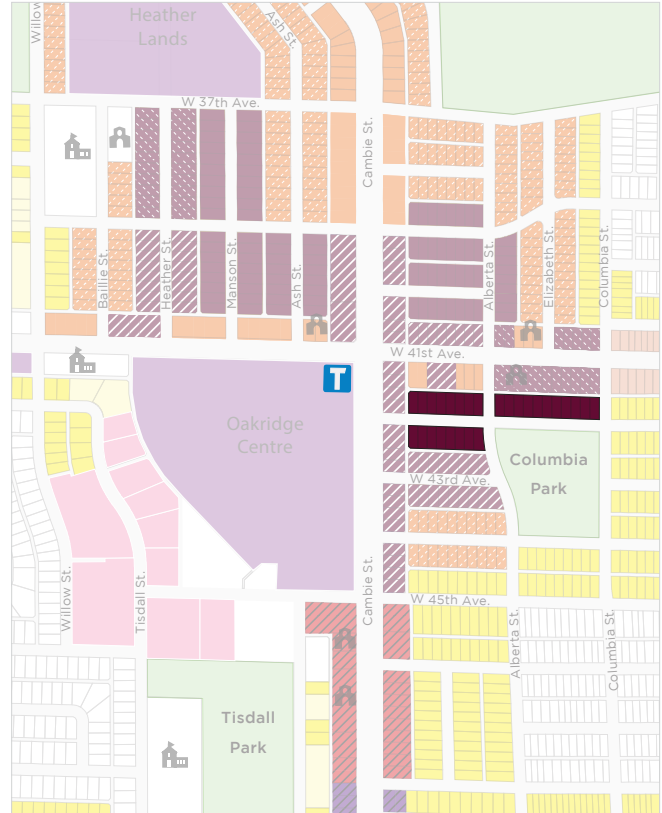 Heather
Lands
Willow
Ash St.
W 37th Ave.
Cambie St.
Baillie St.
Heather St.
Manson St.
Ash St.
Alberta St.
Elizabeth St.
Columbia St.
W 41st Ave.
T
Oakridge
Centre
Columbia
Park
W 43rd Ave.
Willow St.
Tisdall St.
Cambie St.
W 45th Ave.
Alberta St.
Columbia St.
Tisdall
Park